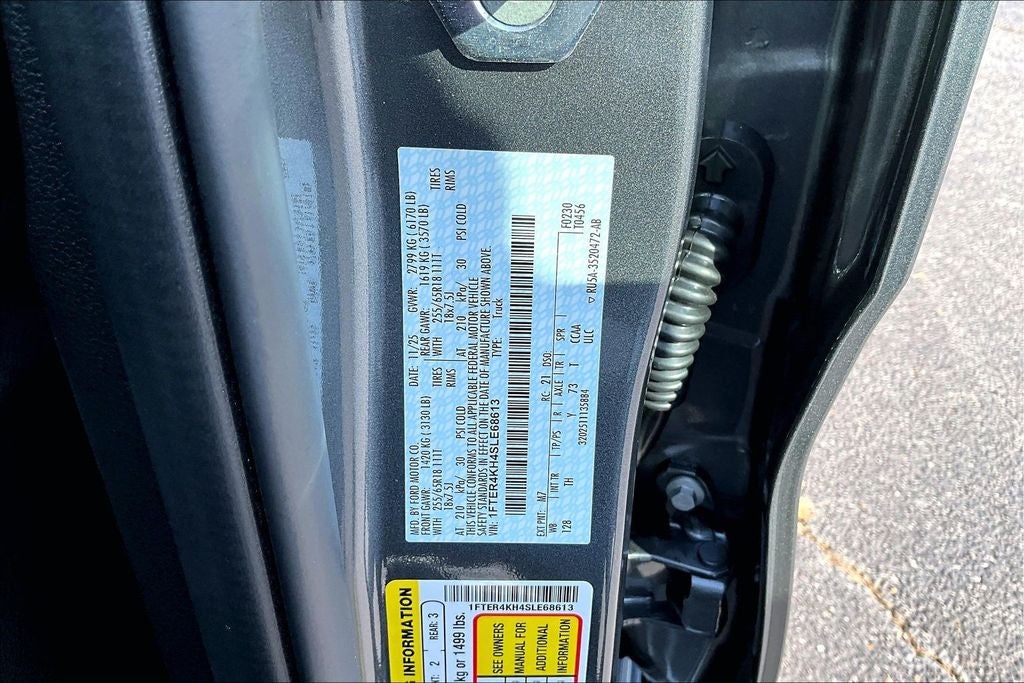 MFD. BY FORD MOTOR CO. DATE: 11/25 GVWR: 2799 KG ( 6170 LB)
FRONT GAWR: 1420 KG ( 3130 LB) REAR GAWR: 1619 KG ( 3570 LB)
WITH 255/65R18 111T TIRES WITH 255/65R18 111T TIRES
18x7.5J RIMS 18x7.5J RIMS
AT 210 kPa/ 30 PSI COLD AT 210 kPa/ 30 PSI COLD
THIS VEHICLE CONFORMS TO ALL APPLICABLE FEDERAL MOTOR VEHICLE
SAFETY STANDARDS IN EFFECT ON THE DATE OF MANUFACTURE SHOWN ABOVE.
VIN: 1FTER4KH4SLE68613 TYPE: Truck
EXT PNT: M7 RC: 21 DSO: F0230
WB INT TR TP/PS R AXLE TR SPR 1T0456
128 TH Y 73 T CCAA
320251135884 ULC ▽ RU5A-3520472-AB
1FTER4KH4SLE68613
G INFORMATION
NT: 2 REAR: 3
kg or 1499 lbs.
SEE OWNERS
MANUAL FOR
ADDITIONAL
INFORMATION